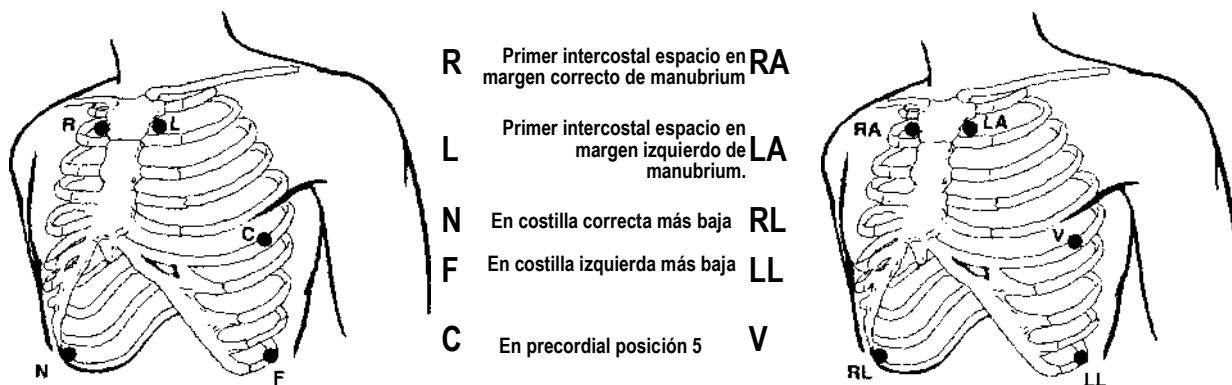 R Primer intercostal espacio en RA
margen correcto de manubrium
L Primer intercostal espacio en LA
margen izquierdo de
manubrium.
N En costilla correcta más baja RL
F En costilla izquierda más baja LL
C En precordial posición 5 V
R L
C
N F
RA LA
V
RL LL